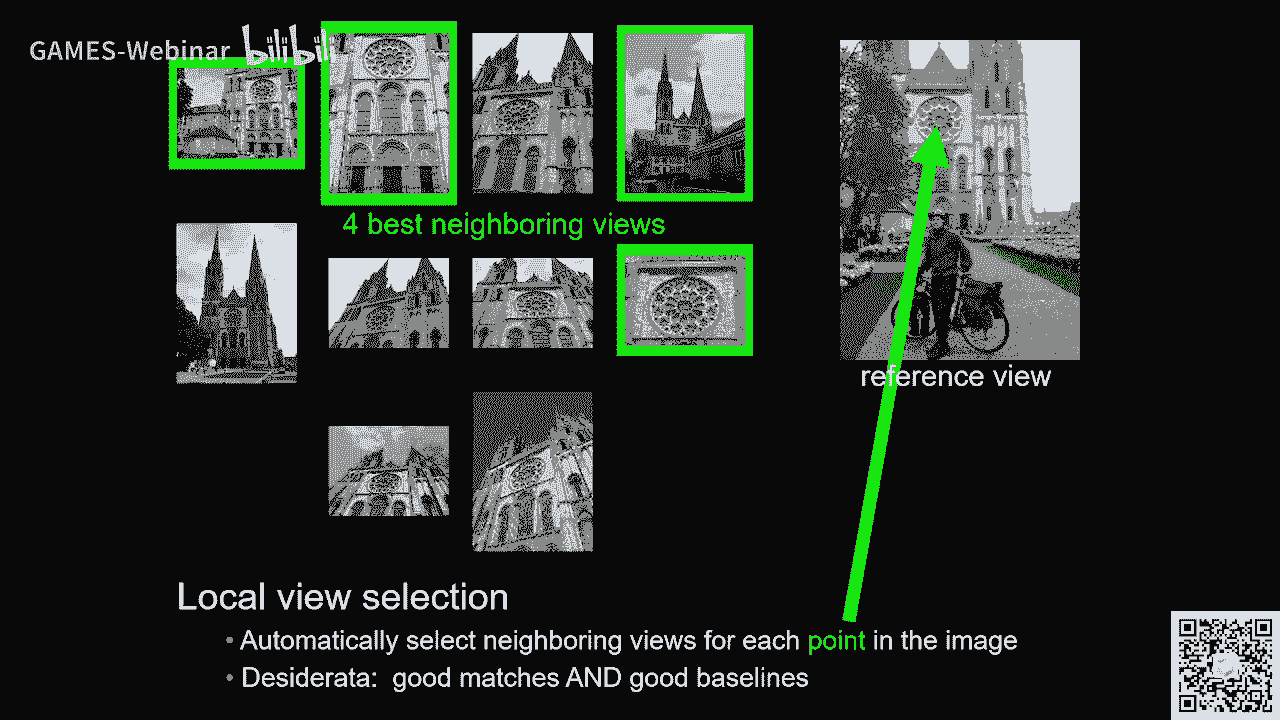 GAMES-Webinar bilibili
4 best neighboring views
reference view
Local view selection
• Automatically select neighboring views for each point in the image
• Desiderata: good matches AND good baselines